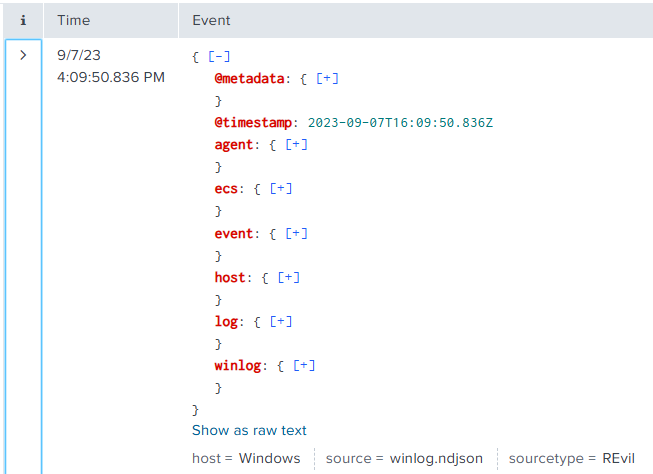 i Time Event
> 9/7/23 { [-]
4:09:50.836 PM @metadata: { [+]
}
@timestamp: 2023-09-07T16:09:50.836Z
agent: { [+]
}
ecs: { [+]
}
event: { [+]
}
host: { [+]
}
log: { [+]
}
winlog: { [+]
}
}
Show as raw text
host = Windows source = winlog.ndjson sourcetype = REvil